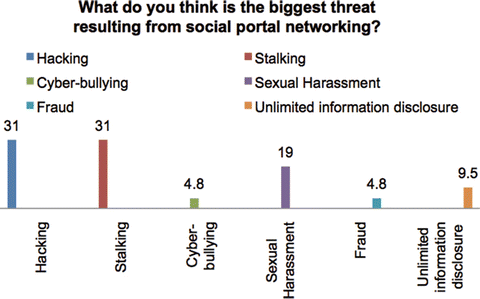 What do you think is the biggest threat
resulting from social portal networking?
Hacking
Stalking
Cyber-bullying
Sexual Harassment
Fraud
Unlimited information disclosure
31
31
4.8
19
4.8
9.5
Hacking
Stalking
Cyber-
bullying
Sexual
Harassment
Fraud
Unlimited
information
disclosure